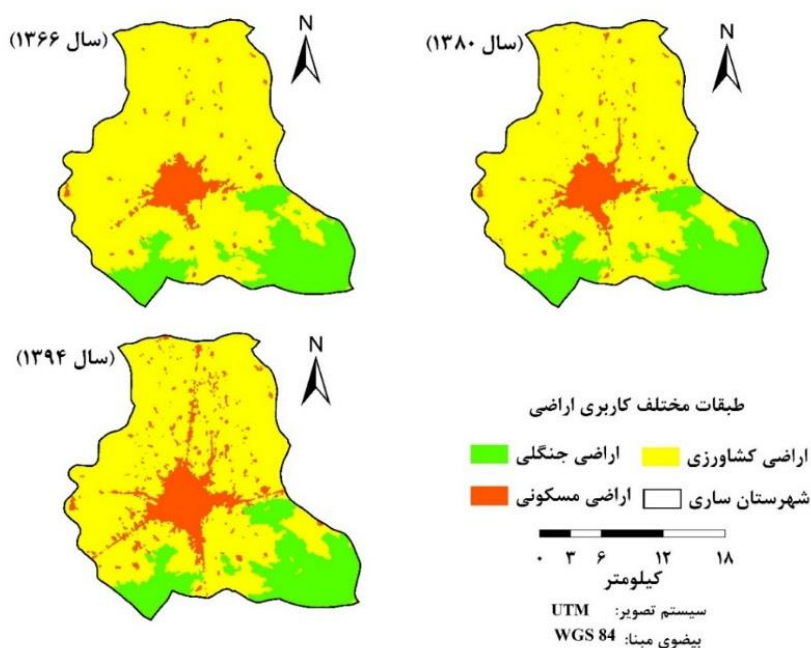 (سال ۱۳۶۶)
N
(سال ۱۳۸۰)
N
(سال ۱۳۹۴)
N
طبقات مختلف کاربری اراضی
اراضی کشاورزی
اراضی جنگلی
شهرستان ساری
اراضی مسکونی
۰ ۳ ۶ ۱۲ ۱۸
کیلومتر
سیستم تصویر: UTM
بیضوی مبنا: WGS 84